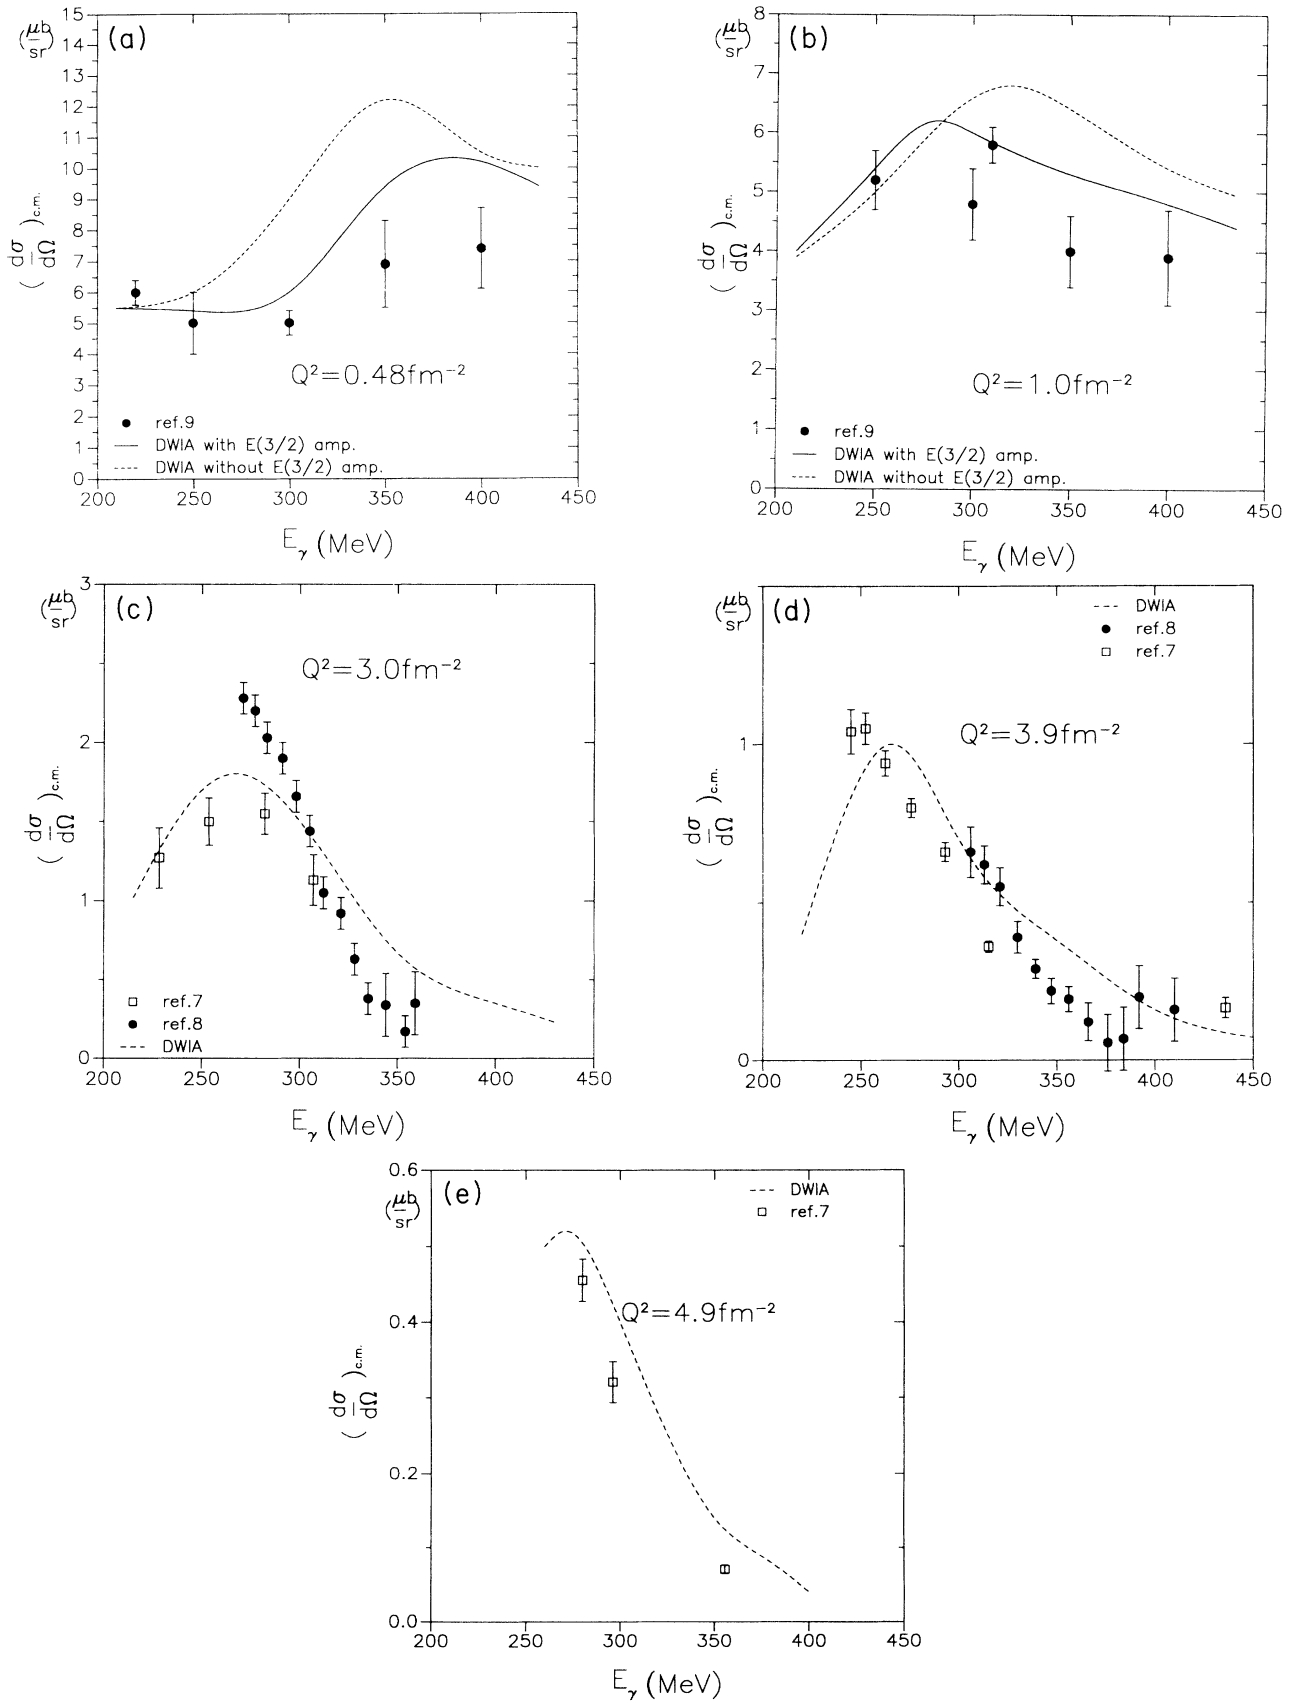 (a)
(μb/sr)
15
14
13
12
11
10
9
8
7
6
5
4
3
2
1
0
(dσ/dΩ)c.m.
Q²=0.48fm⁻²
ref.9
DWIA with E(3/2) amp.
DWIA without E(3/2) amp.
200 250 300 350 400 450
Eγ (MeV)
(b)
(μb/sr)
8
7
6
5
4
3
2
1
0
(dσ/dΩ)c.m.
Q²=1.0fm⁻²
ref.9
DWIA with E(3/2) amp.
DWIA without E(3/2) amp.
200 250 300 350 400 450
Eγ (MeV)
(c)
(μb/sr)
3
2
1
0
(dσ/dΩ)c.m.
Q²=3.0fm⁻²
ref.7
ref.8
DWIA
200 250 300 350 400 450
Eγ (MeV)
(d)
(μb/sr)
1
0
(dσ/dΩ)c.m.
DWIA
ref.8
ref.7
Q²=3.9fm⁻²
200 250 300 350 400 450
Eγ (MeV)
(e)
(μb/sr)
0.6
0.4
0.2
0.0
(dσ/dΩ)c.m.
DWIA
ref.7
Q²=4.9fm⁻²
200 250 300 350 400 450
Eγ (MeV)